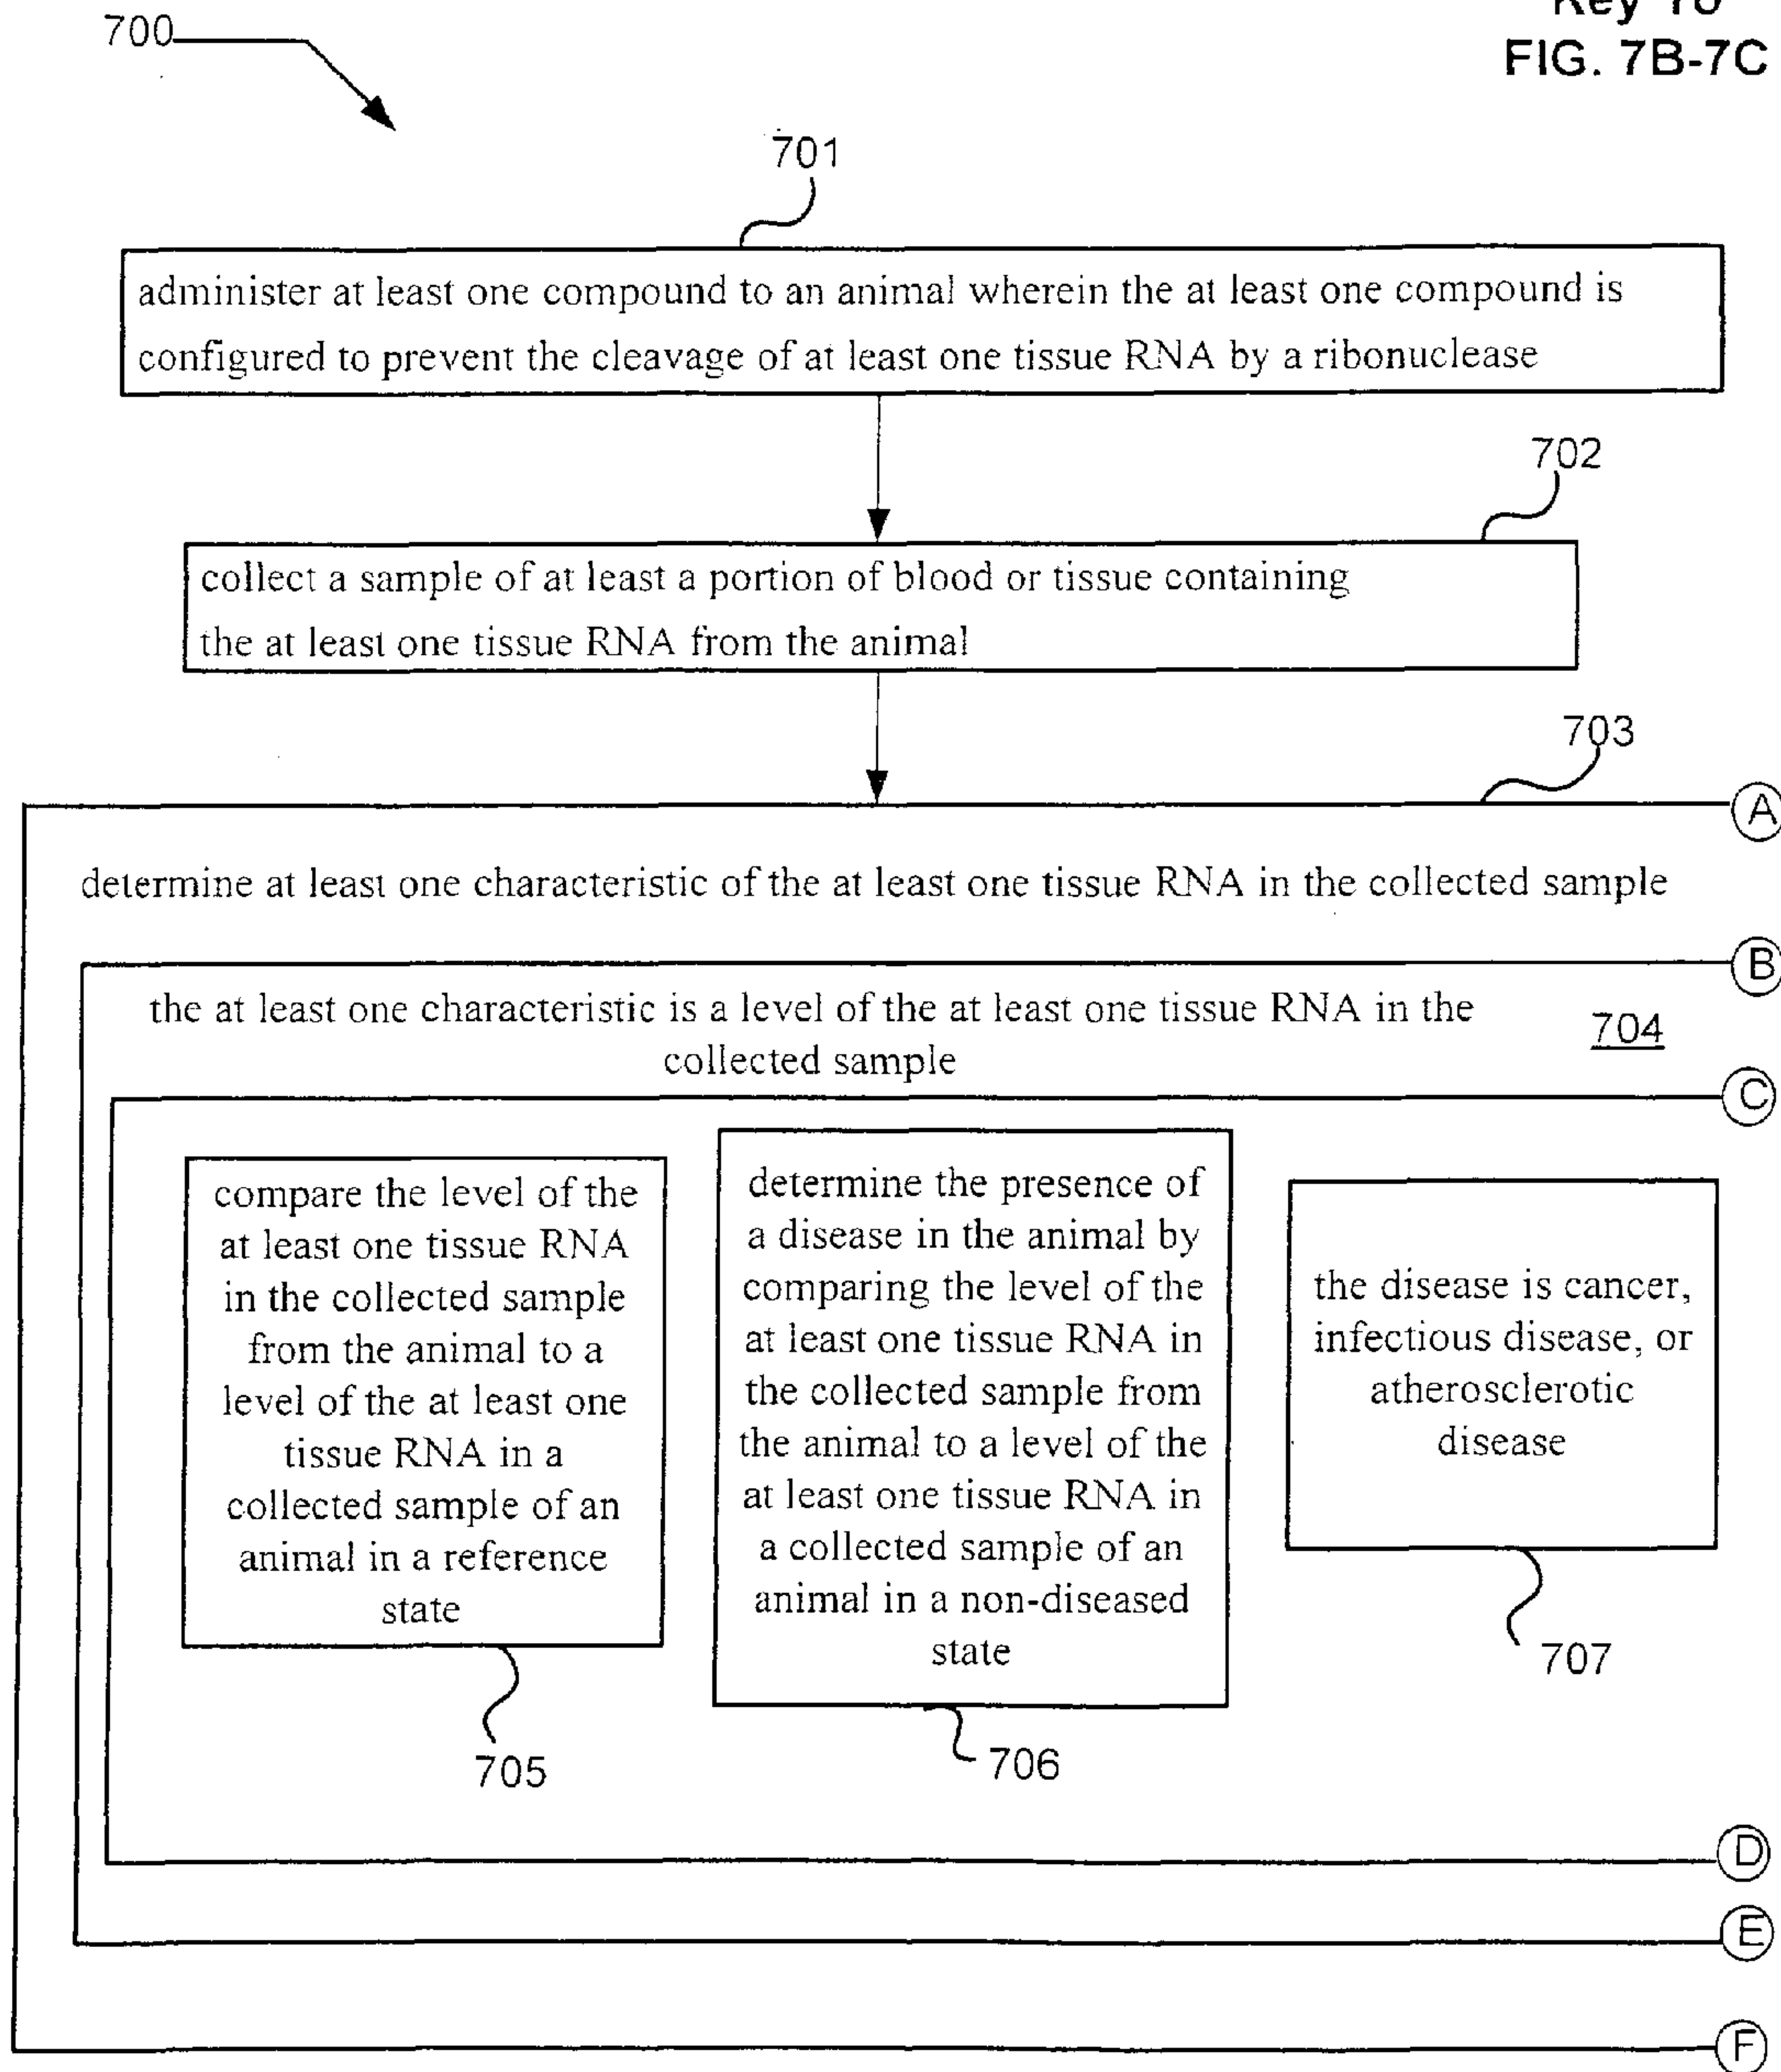 700
Key To
FIG. 7B-7C
701
administer at least one compound to an animal wherein the at least one compound is
configured to prevent the cleavage of at least one tissue RNA by a ribonuclease
702
collect a sample of at least a portion of blood or tissue containing
the at least one tissue RNA from the animal
703
A
determine at least one characteristic of the at least one tissue RNA in the collected sample
B
the at least one characteristic is a level of the at least one tissue RNA in the
collected sample
704
C
compare the level of the
at least one tissue RNA
in the collected sample
from the animal to a
level of the at least one
tissue RNA in a
collected sample of an
animal in a reference
state
705
determine the presence of
a disease in the animal by
comparing the level of the
at least one tissue RNA in
the collected sample from
the animal to a level of the
at least one tissue RNA in
a collected sample of an
animal in a non-diseased
state
706
the disease is cancer,
infectious disease, or
atherosclerotic
disease
707
D
E
F